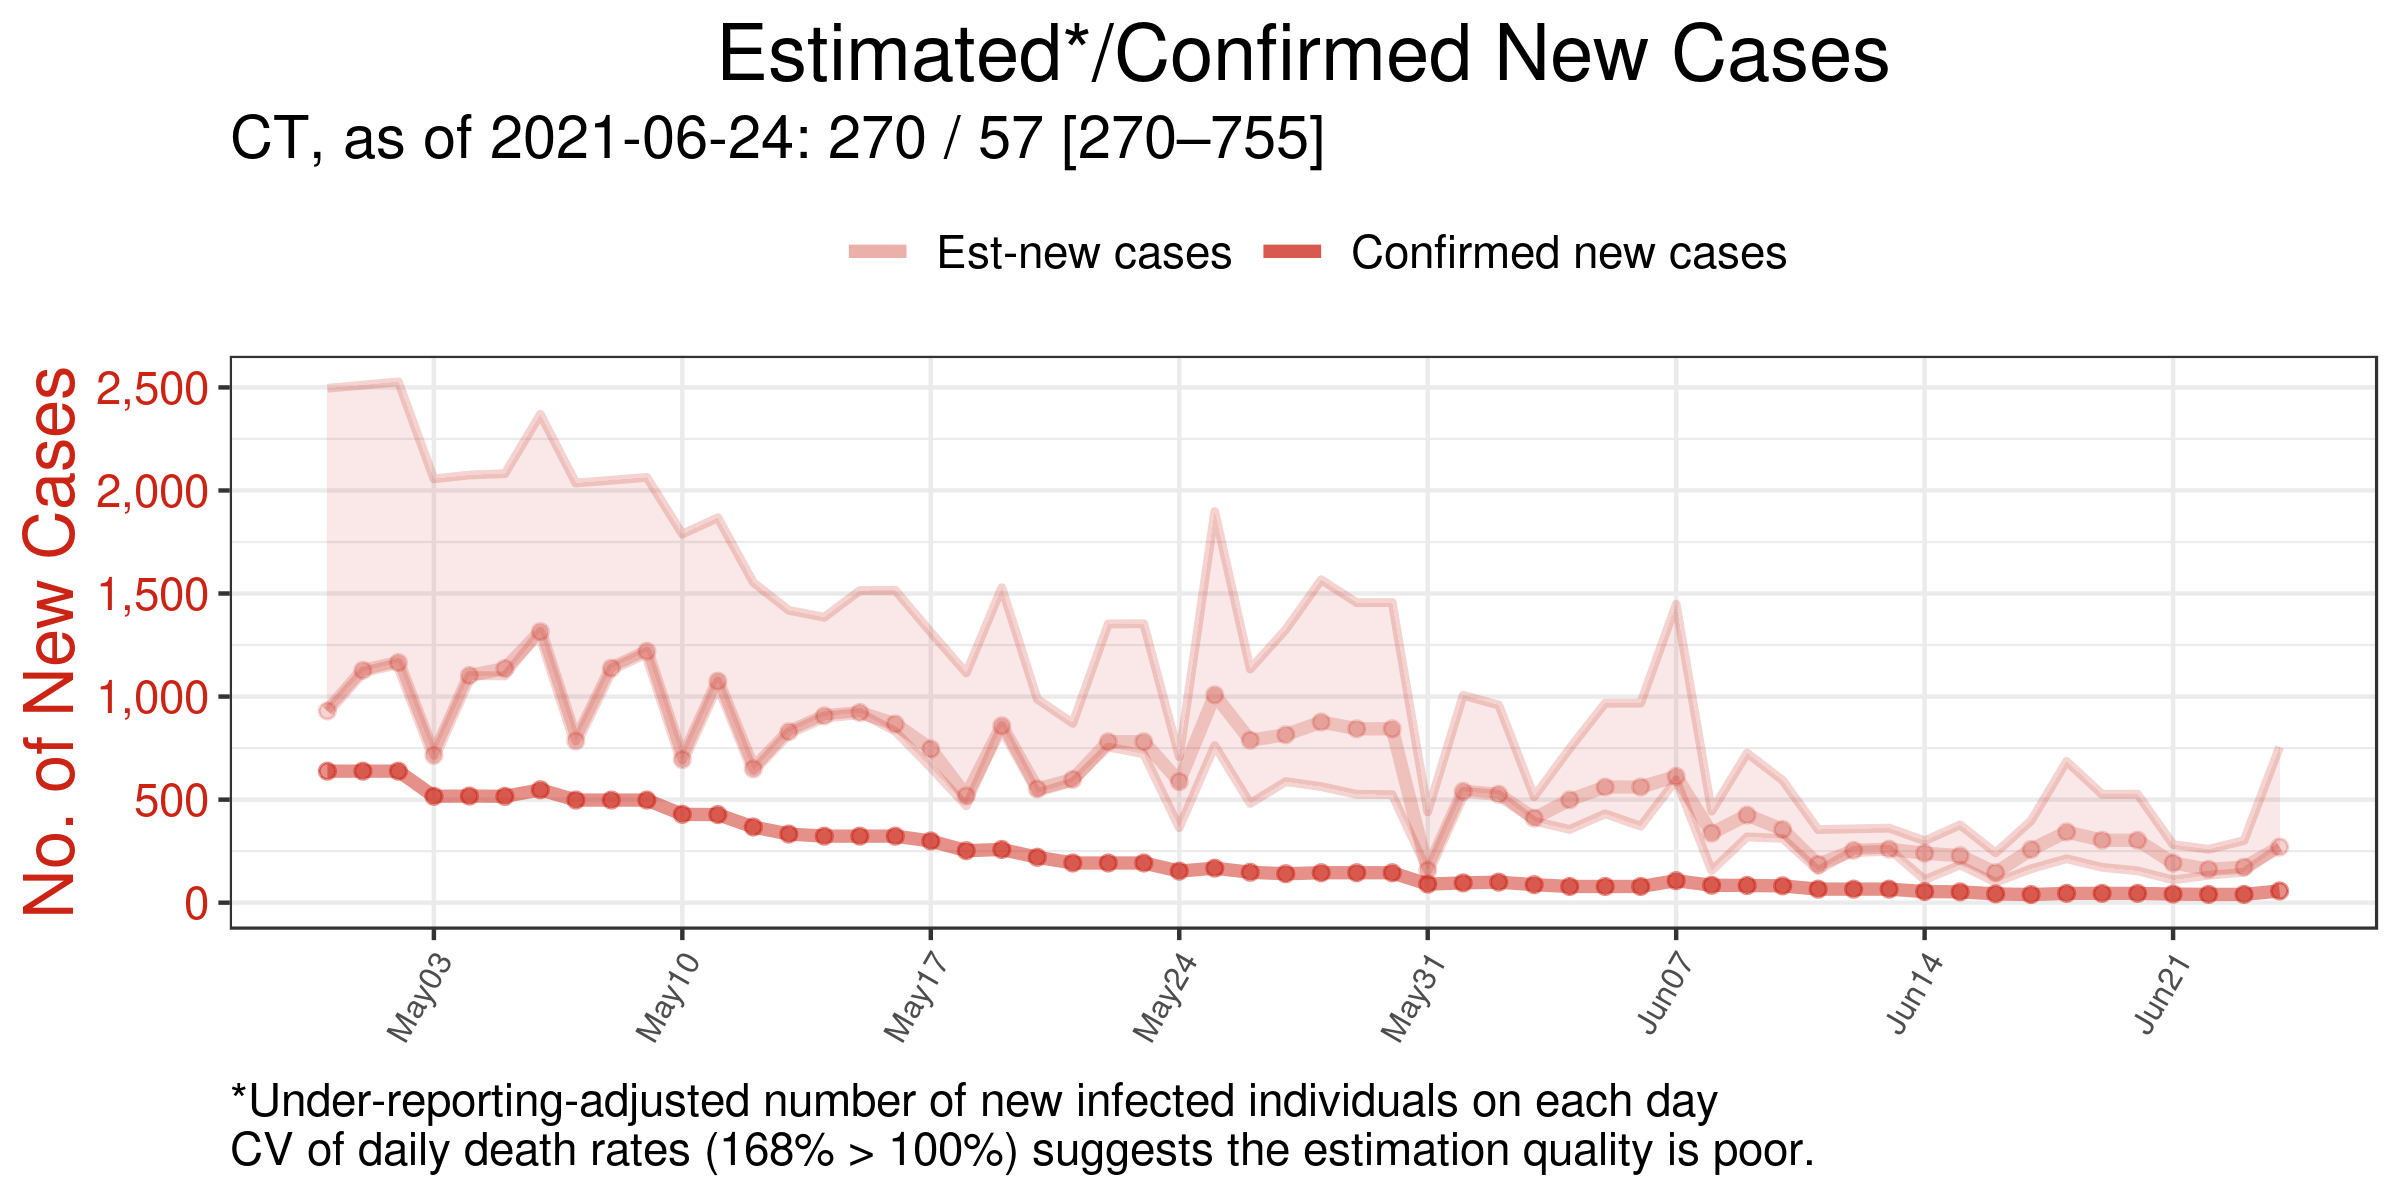 Estimated*/Confirmed New Cases
CT, as of 2021-06-24: 270 / 57 [270–755]
Est-new cases
Confirmed new cases
No. of New Cases
2,500
2,000
1,500
1,000
500
0
May03
May10
May17
May24
May31
Jun07
Jun14
Jun21
*Under-reporting-adjusted number of new infected individuals on each day
CV of daily death rates (168% > 100%) suggests the estimation quality is poor.